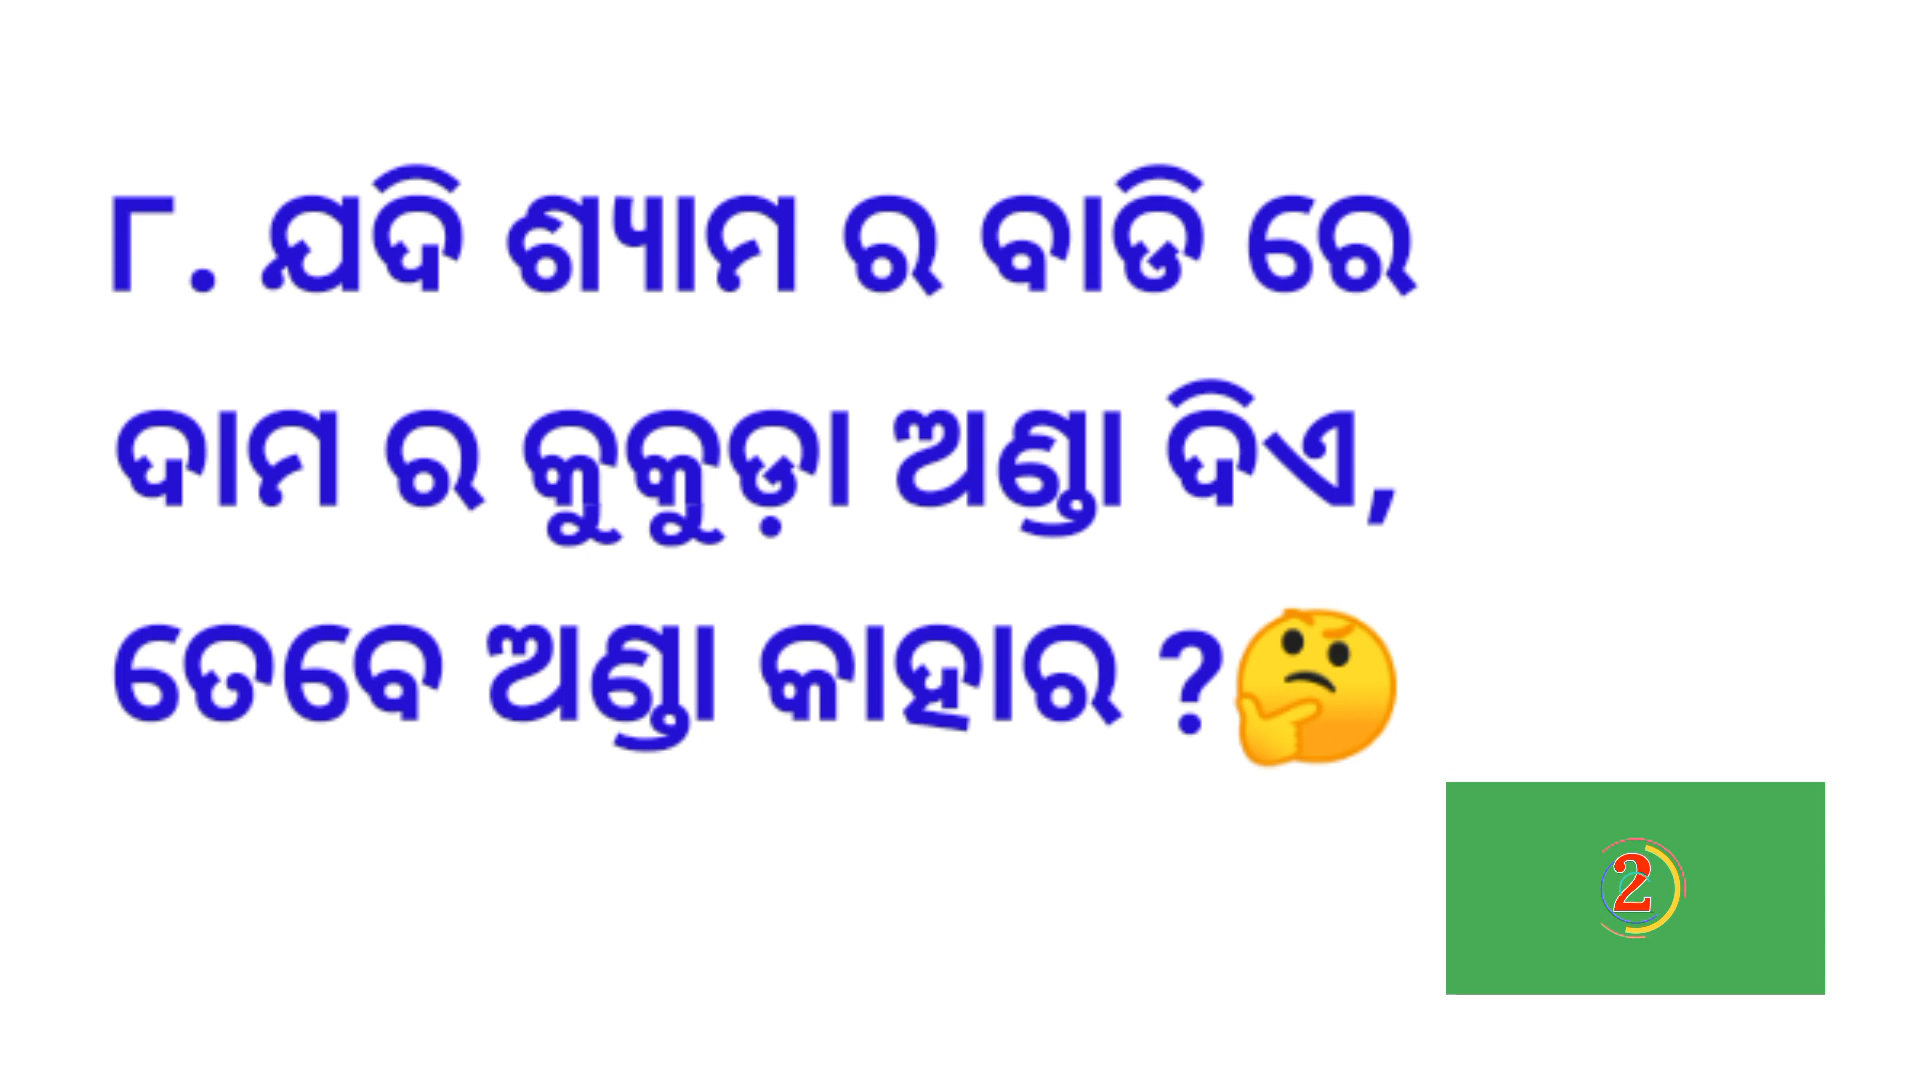 ୮. ଯଦି ଶ୍ୟାମ ର ବାଡି ରେ
ଦାମ ର କୁକୁଡ଼ା ଅଣ୍ଡା ଦିଏ,
ତେବେ ଅଣ୍ଡା କାହାର ?🤔
2